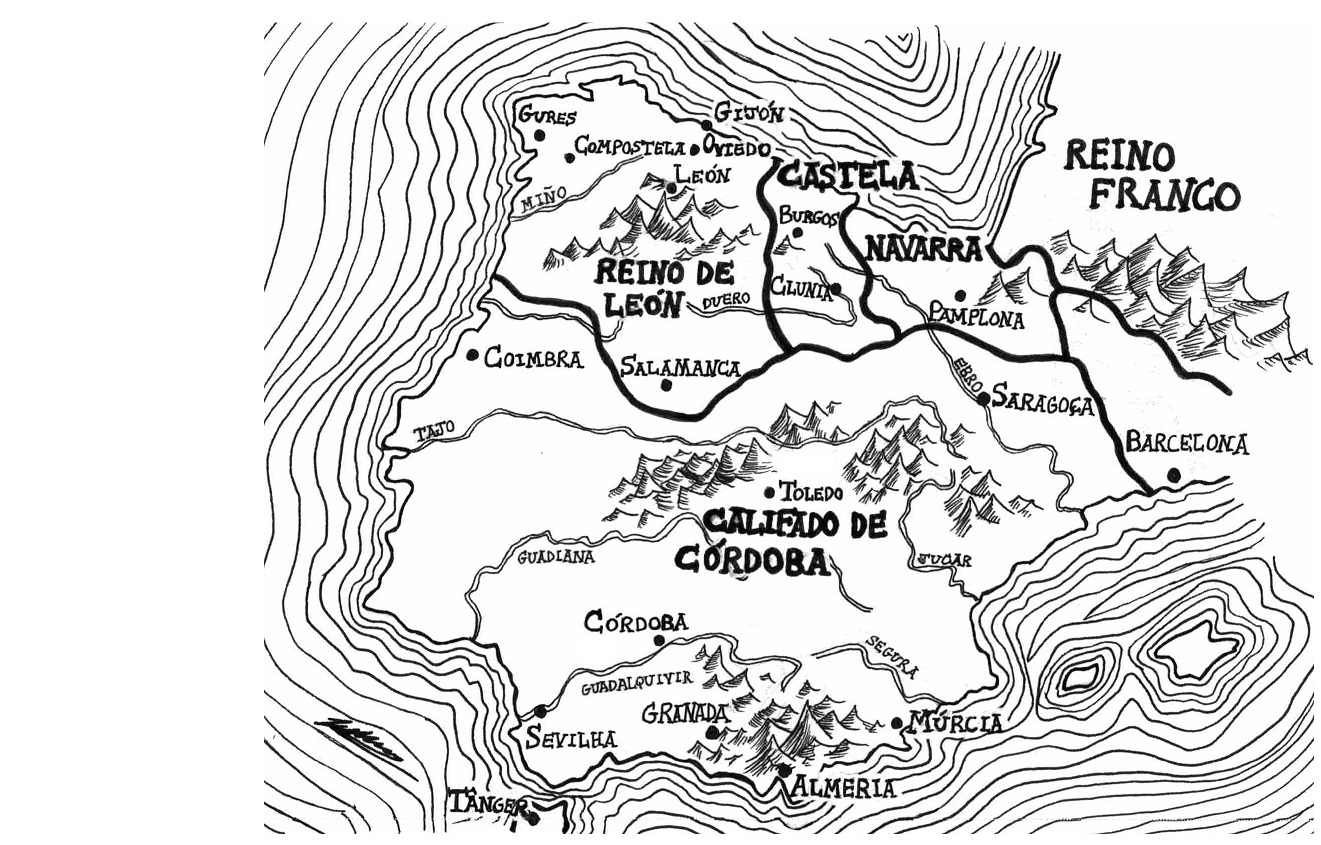 GURES
GIJÓN
COMPOSTELA
OVIEDO
LEÓN
MIÑO
CASTELA
BURGOS
REINO
FRANCO
NAVARRA
REINO DE
LEÓN
DUERO
CLUNIA
PAMPLONA
COIMBRA
SALAMANCA
EBRO
SARAGOÇA
TAJO
BARCELONA
TOLEDO
CALIFADO DE
CÓRDOBA
GUADIANA
JUCAR
CÓRDOBA
SEGURA
GUADALQUIVIR
GRANADA
SEVILHA
MÚRCIA
ALMERIA
TÂNGER